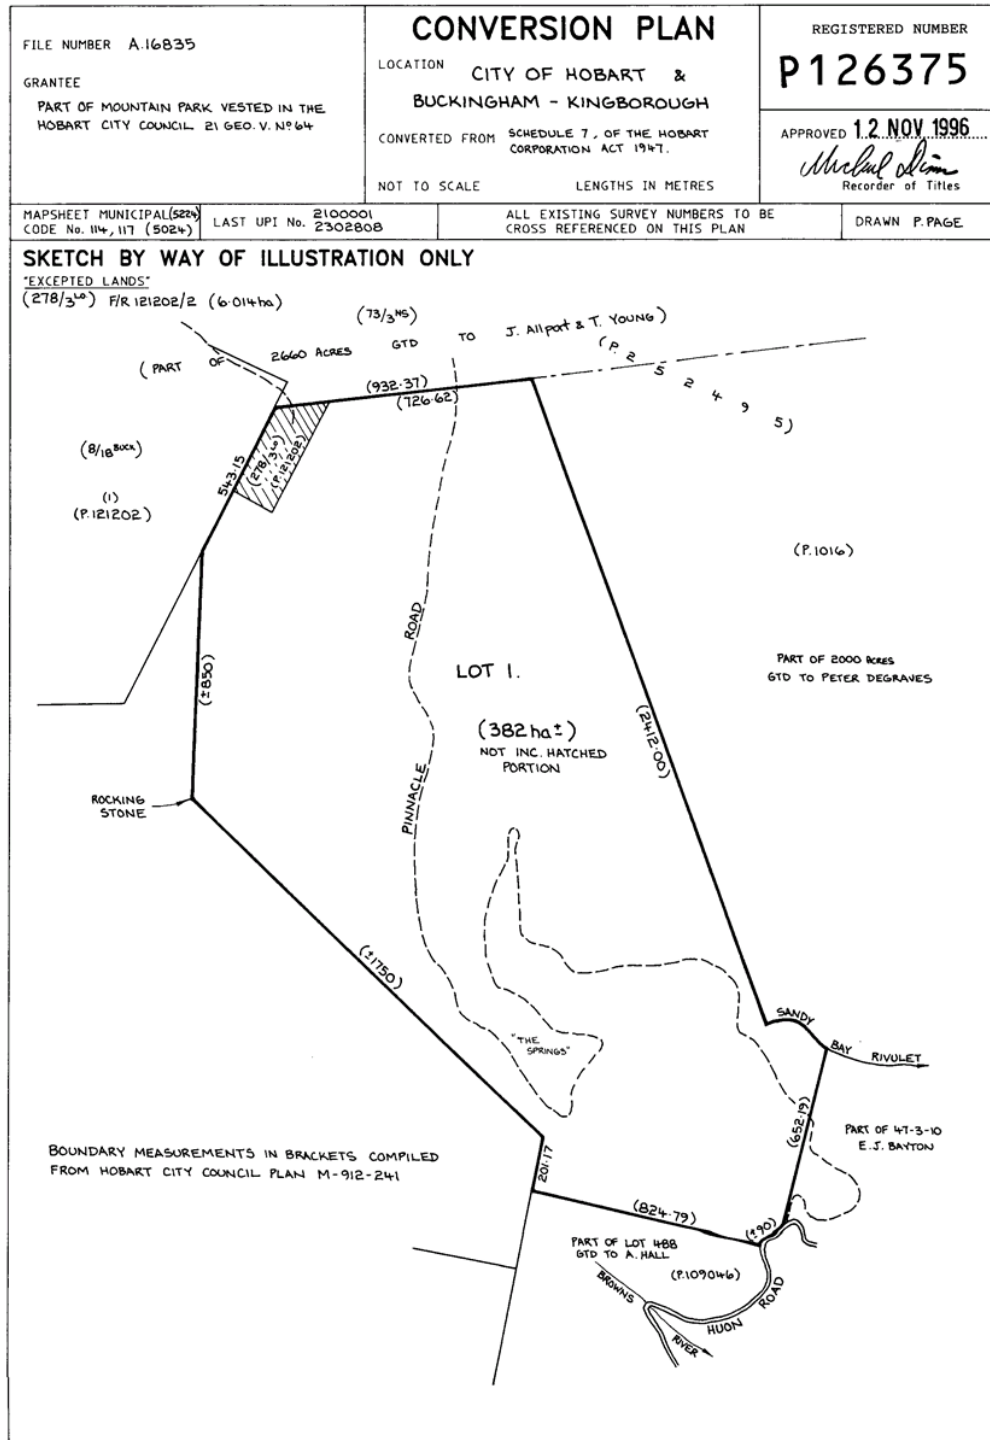 FILE NUMBER A.16835
GRANTEE
PART OF MOUNTAIN PARK VESTED IN THE
HOBART CITY COUNCIL 21 GEO. V. Nº 64
CONVERSION PLAN
LOCATION
CITY OF HOBART &
BUCKINGHAM - KINGBOROUGH
CONVERTED FROM SCHEDULE 7, OF THE HOBART
CORPORATION ACT 1947.
NOT TO SCALE LENGTHS IN METRES
REGISTERED NUMBER
P126375
APPROVED 12 NOV 1996
Recorder of Titles
MAPSHEET MUNICIPAL (5224)
CODE No. 114, 117 (5024)
LAST UPI No. 2100001
2302808
ALL EXISTING SURVEY NUMBERS TO BE
CROSS REFERENCED ON THIS PLAN
DRAWN P. PAGE
SKETCH BY WAY OF ILLUSTRATION ONLY
"EXCEPTED LANDS"
(278/3 LO) F/R 121202/2 (6.014ha)
(73/3 NS)
(PART OF 2660 ACRES GTD TO J. Allport & T. YOUNG)
(P. 252495)
(932.37)
(726.62)
(8/18 BUCK)
(1)
(P.121202)
543.15
(278/3 LO)
(P.121202)
(P.1016)
PINNACLE ROAD
LOT 1.
PART OF 2000 ACRES
GTD TO PETER DEGRAVES
(±850)
(382 ha ±)
NOT INC. HATCHED
PORTION
(2412.00)
ROCKING
STONE
(±1750)
"THE
SPRINGS"
SANDY BAY RIVULET
(652.19)
PART OF 47-3-10
E.J. BAYTON
BOUNDARY MEASUREMENTS IN BRACKETS COMPILED
FROM HOBART CITY COUNCIL PLAN M-912-241
201.17
(824.79)
(±90)
PART OF LOT 488
GTD TO A. HALL
(P.109046)
BROWNS RIVER
HUON ROAD